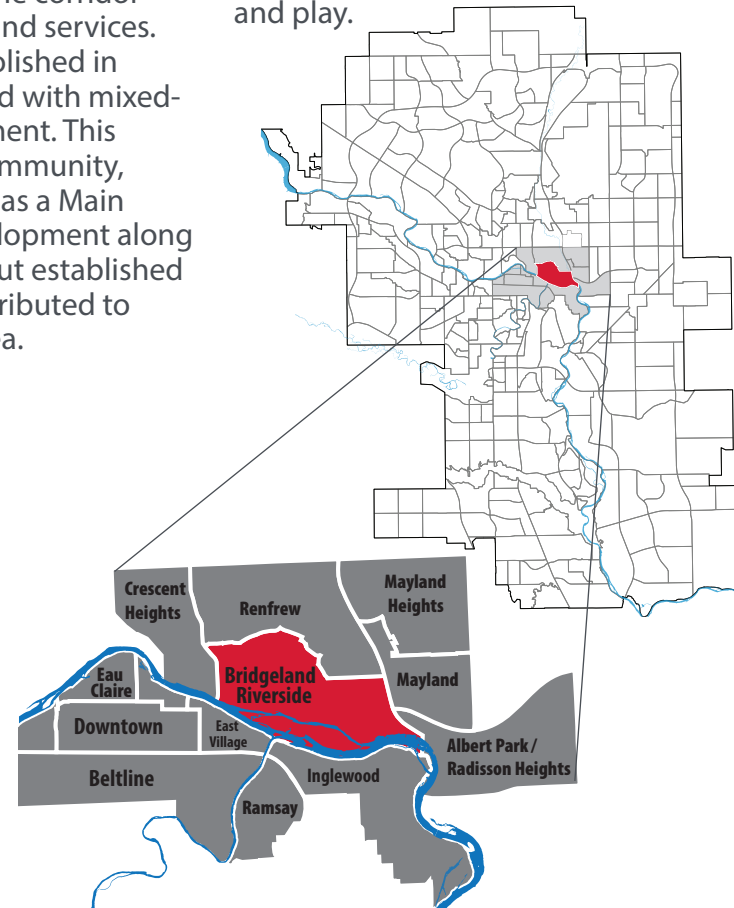 nd services.
blished in
d with mixed-
ment. This
mmunity,
as a Main
lopment along
ut established
tributed to
a.
and play.
Crescent
Heights
Renfrew
Mayland
Heights
Bridgeland
Riverside
Mayland
Eau
Claire
Downtown
East
Village
Albert Park /
Radisson Heights
Beltline
Inglewood
Ramsay